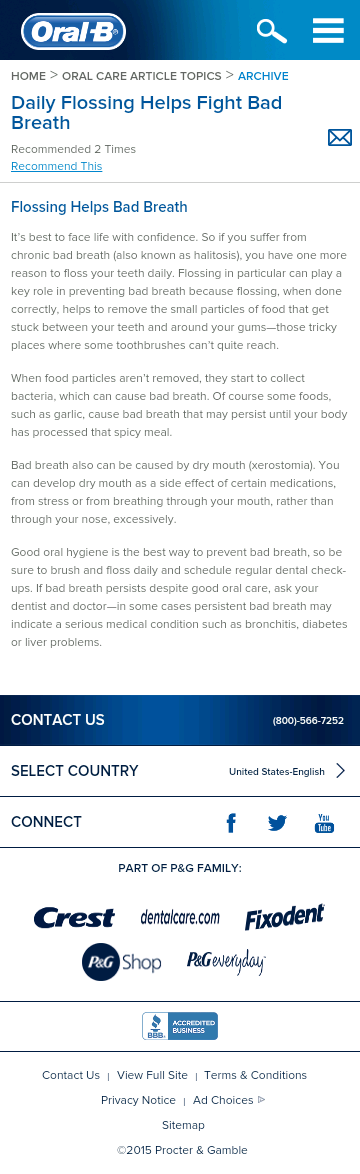 Oral-B
HOME > ORAL CARE ARTICLE TOPICS > ARCHIVE
Daily Flossing Helps Fight Bad
Breath
Recommended 2 Times
Recommend This
Flossing Helps Bad Breath
It's best to face life with confidence. So if you suffer from
chronic bad breath (also known as halitosis), you have one more
reason to floss your teeth daily. Flossing in particular can play a
key role in preventing bad breath because flossing, when done
correctly, helps to remove the small particles of food that get
stuck between your teeth and around your gums—those tricky
places where some toothbrushes can't quite reach.
When food particles aren't removed, they start to collect
bacteria, which can cause bad breath. Of course some foods,
such as garlic, cause bad breath that may persist until your body
has processed that spicy meal.
Bad breath also can be caused by dry mouth (xerostomia). You
can develop dry mouth as a side effect of certain medications,
from stress or from breathing through your mouth, rather than
through your nose, excessively.
Good oral hygiene is the best way to prevent bad breath, so be
sure to brush and floss daily and schedule regular dental check-
ups. If bad breath persists despite good oral care, ask your
dentist and doctor—in some cases persistent bad breath may
indicate a serious medical condition such as bronchitis, diabetes
or liver problems.
CONTACT US (800)-566-7252
SELECT COUNTRY United States-English
CONNECT f You Tube
PART OF P&G FAMILY:
Crest dentalcare.com Fixodent
P&G Shop P&G everyday
BBB ACCREDITED
BUSINESS
Contact Us | View Full Site | Terms & Conditions
Privacy Notice | Ad Choices
Sitemap
©2015 Procter & Gamble